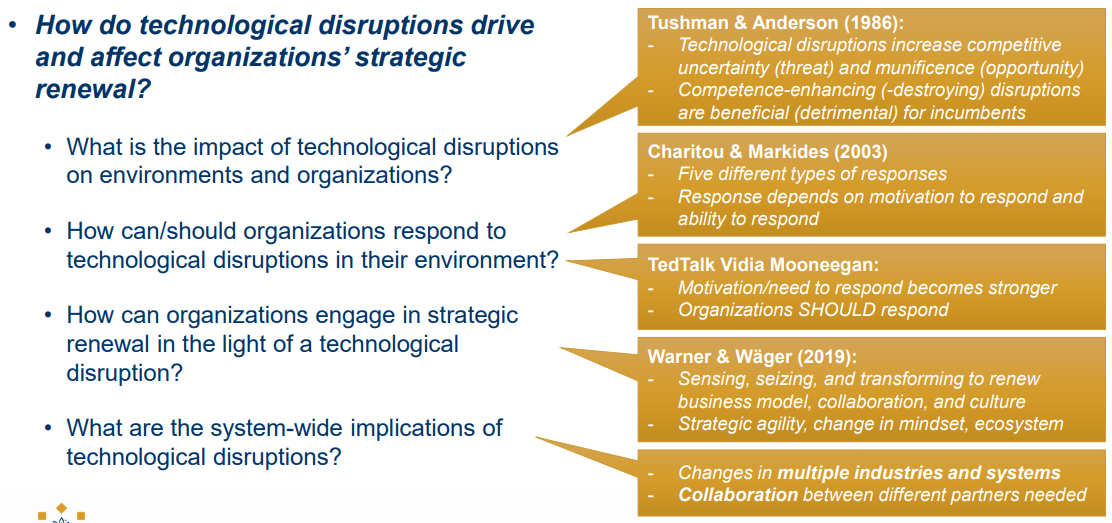 • How do technological disruptions drive
and affect organizations’ strategic
renewal?
• What is the impact of technological disruptions
on environments and organizations?
• How can/should organizations respond to
technological disruptions in their environment?
• How can organizations engage in strategic
renewal in the light of a technological
disruption?
• What are the system-wide implications of
technological disruptions?
Tushman & Anderson (1986):
- Technological disruptions increase competitive
uncertainty (threat) and munificence (opportunity)
- Competence-enhancing (-destroying) disruptions
are beneficial (detrimental) for incumbents
Charitou & Markides (2003)
- Five different types of responses
- Response depends on motivation to respond and
ability to respond
TedTalk Vidia Mooneegan:
- Motivation/need to respond becomes stronger
- Organizations SHOULD respond
Warner & Wäger (2019):
- Sensing, seizing, and transforming to renew
business model, collaboration, and culture
- Strategic agility, change in mindset, ecosystem
- Changes in multiple industries and systems
- Collaboration between different partners needed